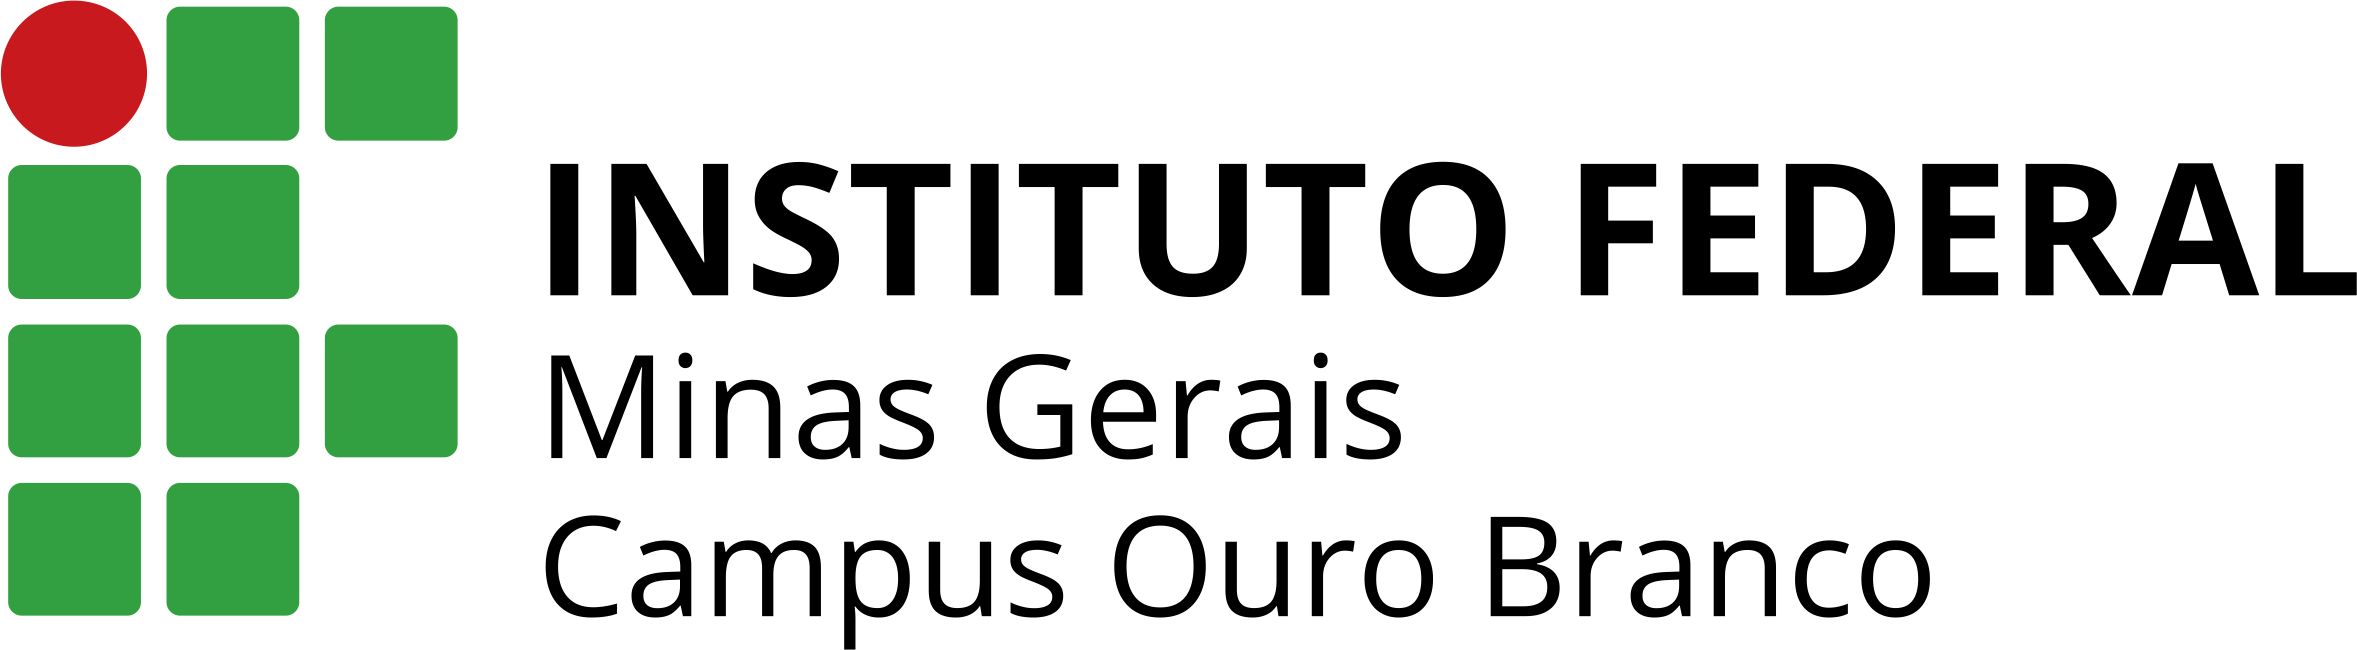 INSTITUTO FEDERAL
Minas Gerais
Campus Ouro Branco